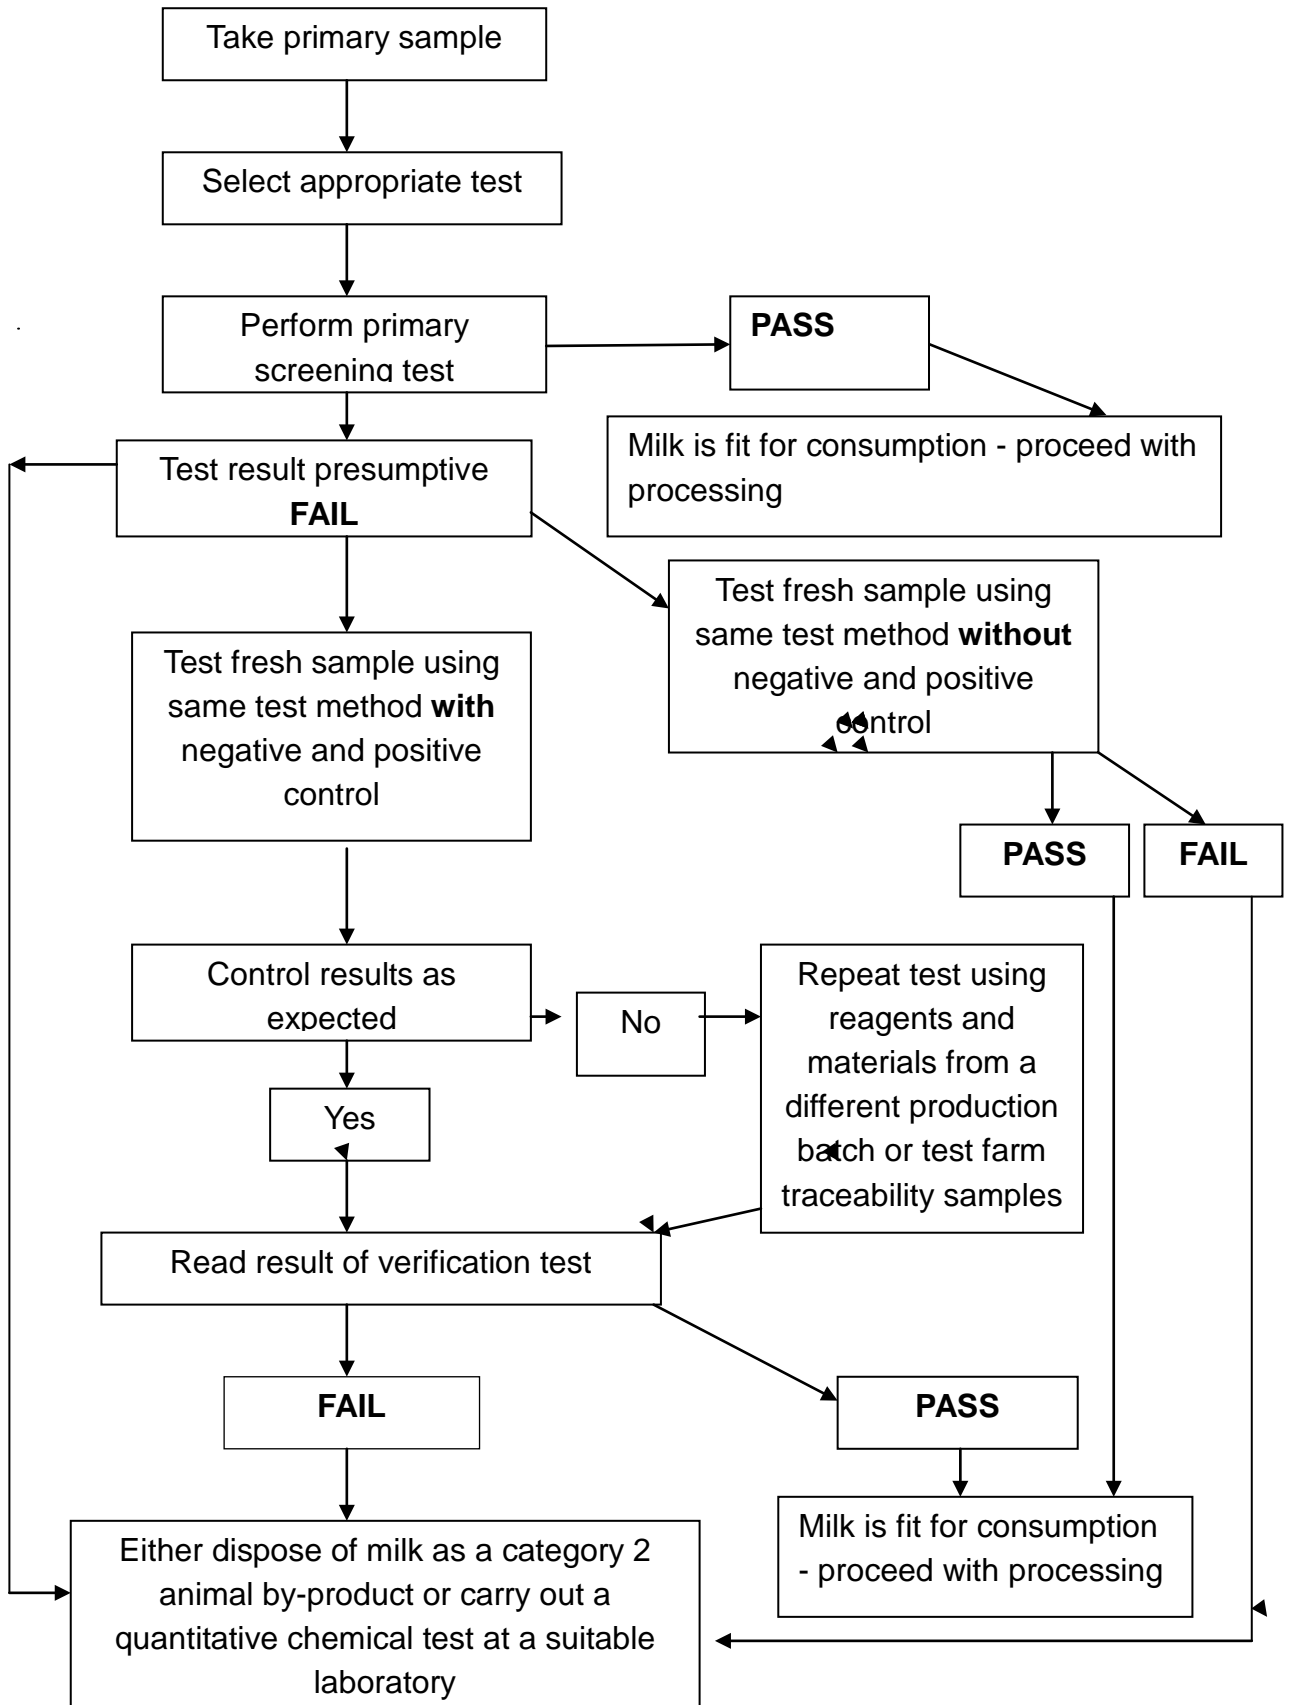 Take primary sample
Select appropriate test
Perform primary
screening test
PASS
Milk is fit for consumption - proceed with
processing
Test result presumptive
FAIL
Test fresh sample using
same test method without
negative and positive
control
Test fresh sample using
same test method with
negative and positive
control
PASS
FAIL
Control results as
expected
No
Repeat test using
reagents and
materials from a
different production
batch or test farm
traceability samples
Yes
Read result of verification test
FAIL
PASS
Milk is fit for consumption
- proceed with processing
Either dispose of milk as a category 2
animal by-product or carry out a
quantitative chemical test at a suitable
laboratory